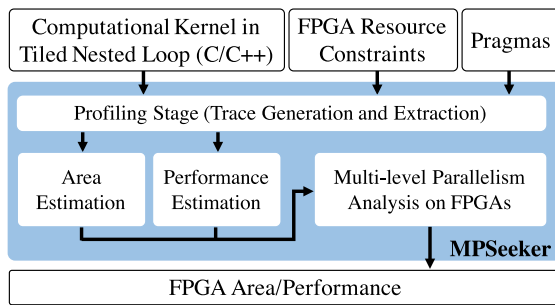 Computational Kernel in
Tiled Nested Loop (C/C++)
FPGA Resource
Constraints
Pragmas
Profiling Stage (Trace Generation and Extraction)
Area
Estimation
Performance
Estimation
Multi-level Parallelism
Analysis on FPGAs
MPSeeker
FPGA Area/Performance